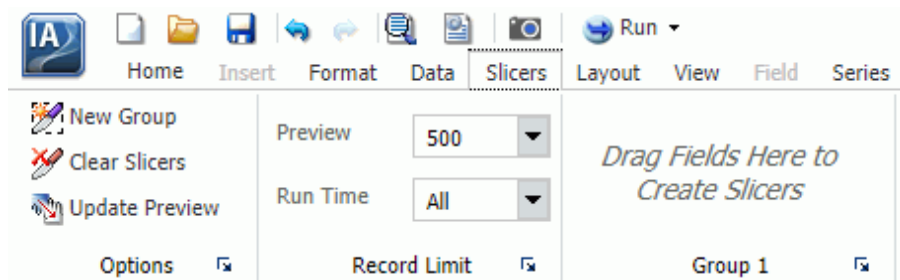 IA
Run
Home Insert Format Data Slicers Layout View Field Series
New Group
Clear Slicers
Update Preview
Options
Preview 500
Run Time All
Record Limit
Drag Fields Here to
Create Slicers
Group 1